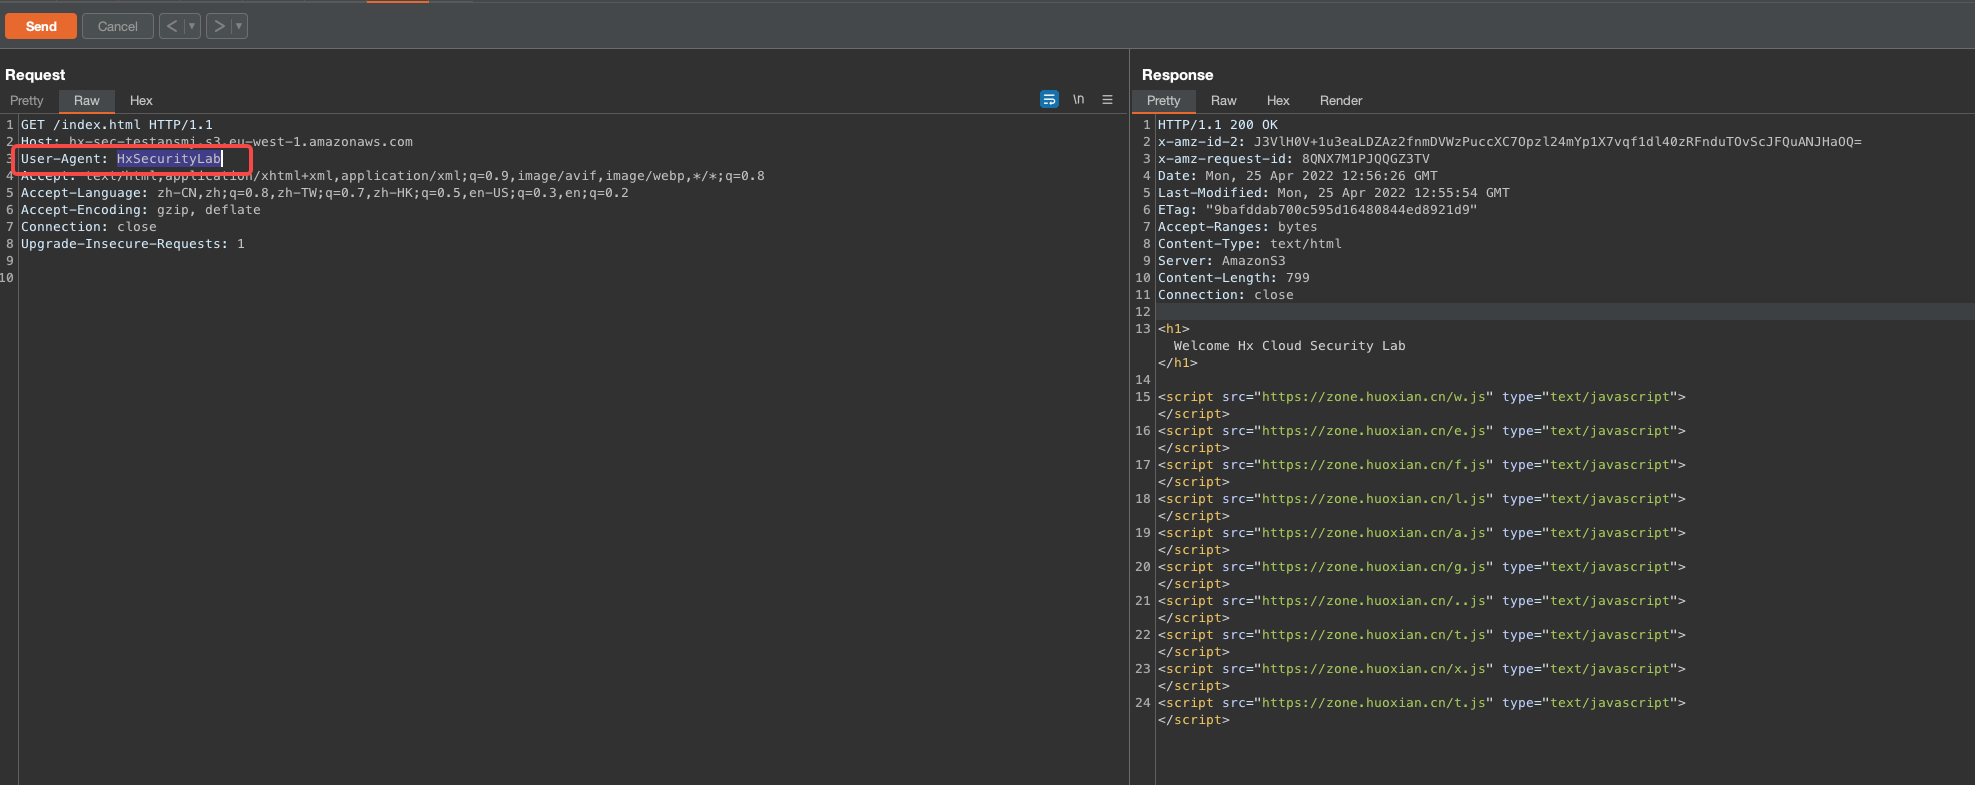 Send Cancel < ▼ > ▼
Request
Pretty Raw Hex \n
1 GET /index.html HTTP/1.1
2 Host: hx-sec-testansmj.s3.eu-west-1.amazonaws.com
3 User-Agent: HxSecurityLab
4 Accept: text/html,application/xhtml+xml,application/xml;q=0.9,image/avif,image/webp,*/*;q=0.8
5 Accept-Language: zh-CN,zh;q=0.8,zh-TW;q=0.7,zh-HK;q=0.5,en-US;q=0.3,en;q=0.2
6 Accept-Encoding: gzip, deflate
7 Connection: close
8 Upgrade-Insecure-Requests: 1
9
10
Response
Pretty Raw Hex Render
1 HTTP/1.1 200 OK
2 x-amz-id-2: J3VlH0V+1u3eaLDZAz2fnmDVWzPuccXC7Opzl24mYp1X7vqf1dl40zRFnduTOvScJFQuANJHaOQ=
3 x-amz-request-id: 8QNX7M1PJQQGZ3TV
4 Date: Mon, 25 Apr 2022 12:56:26 GMT
5 Last-Modified: Mon, 25 Apr 2022 12:55:54 GMT
6 ETag: "9bafddab700c595d16480844ed8921d9"
7 Accept-Ranges: bytes
8 Content-Type: text/html
9 Server: AmazonS3
10 Content-Length: 799
11 Connection: close
12
13 <h1>
Welcome Hx Cloud Security Lab
</h1>
14
15 <script src="https://zone.huoxian.cn/w.js" type="text/javascript">
</script>
16 <script src="https://zone.huoxian.cn/e.js" type="text/javascript">
</script>
17 <script src="https://zone.huoxian.cn/f.js" type="text/javascript">
</script>
18 <script src="https://zone.huoxian.cn/l.js" type="text/javascript">
</script>
19 <script src="https://zone.huoxian.cn/a.js" type="text/javascript">
</script>
20 <script src="https://zone.huoxian.cn/g.js" type="text/javascript">
</script>
21 <script src="https://zone.huoxian.cn/..js" type="text/javascript">
</script>
22 <script src="https://zone.huoxian.cn/t.js" type="text/javascript">
</script>
23 <script src="https://zone.huoxian.cn/x.js" type="text/javascript">
</script>
24 <script src="https://zone.huoxian.cn/t.js" type="text/javascript">
</script>